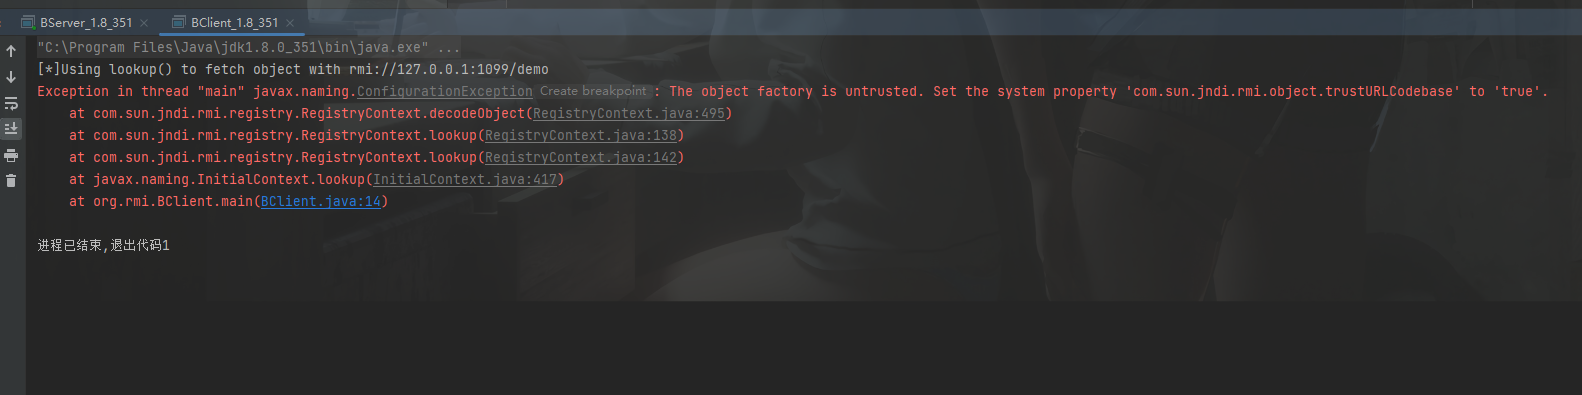 BServer_1.8_351 × BClient_1.8_351 ×
"C:\Program Files\Java\jdk1.8.0_351\bin\java.exe" ...
[*]Using lookup() to fetch object with rmi://127.0.0.1:1099/demo
Exception in thread "main" javax.naming.ConfigurationException Create breakpoint : The object factory is untrusted. Set the system property 'com.sun.jndi.rmi.object.trustURLCodebase' to 'true'.
at com.sun.jndi.rmi.registry.RegistryContext.decodeObject(RegistryContext.java:495)
at com.sun.jndi.rmi.registry.RegistryContext.lookup(RegistryContext.java:138)
at com.sun.jndi.rmi.registry.RegistryContext.lookup(RegistryContext.java:142)
at javax.naming.InitialContext.lookup(InitialContext.java:417)
at org.rmi.BClient.main(BClient.java:14)
进程已结束,退出代码1